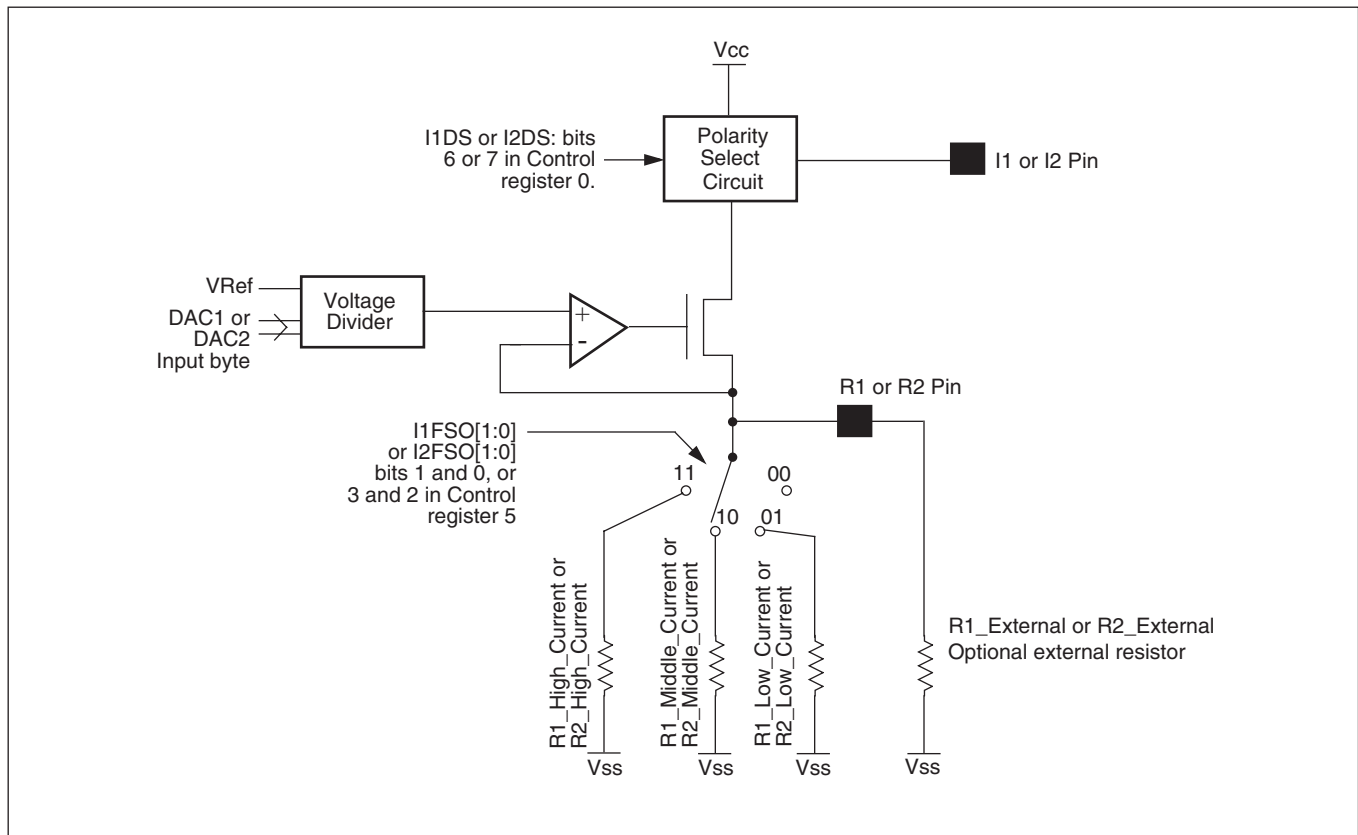 Vcc
I1DS or I2DS: bits
6 or 7 in Control
register 0.
Polarity
Select
Circuit
I1 or I2 Pin
VRef
DAC1 or
DAC2
Input byte
Voltage
Divider
+
-
R1 or R2 Pin
I1FSO[1:0]
or I2FSO[1:0]
bits 1 and 0, or
3 and 2 in Control
register 5
11
00
10
01
R1_High_Current or
R2_High_Current
R1_Middle_Current or
R2_Middle_Current
R1_Low_Current or
R2_Low_Current
R1_External or R2_External
Optional external resistor
Vss
Vss
Vss
Vss